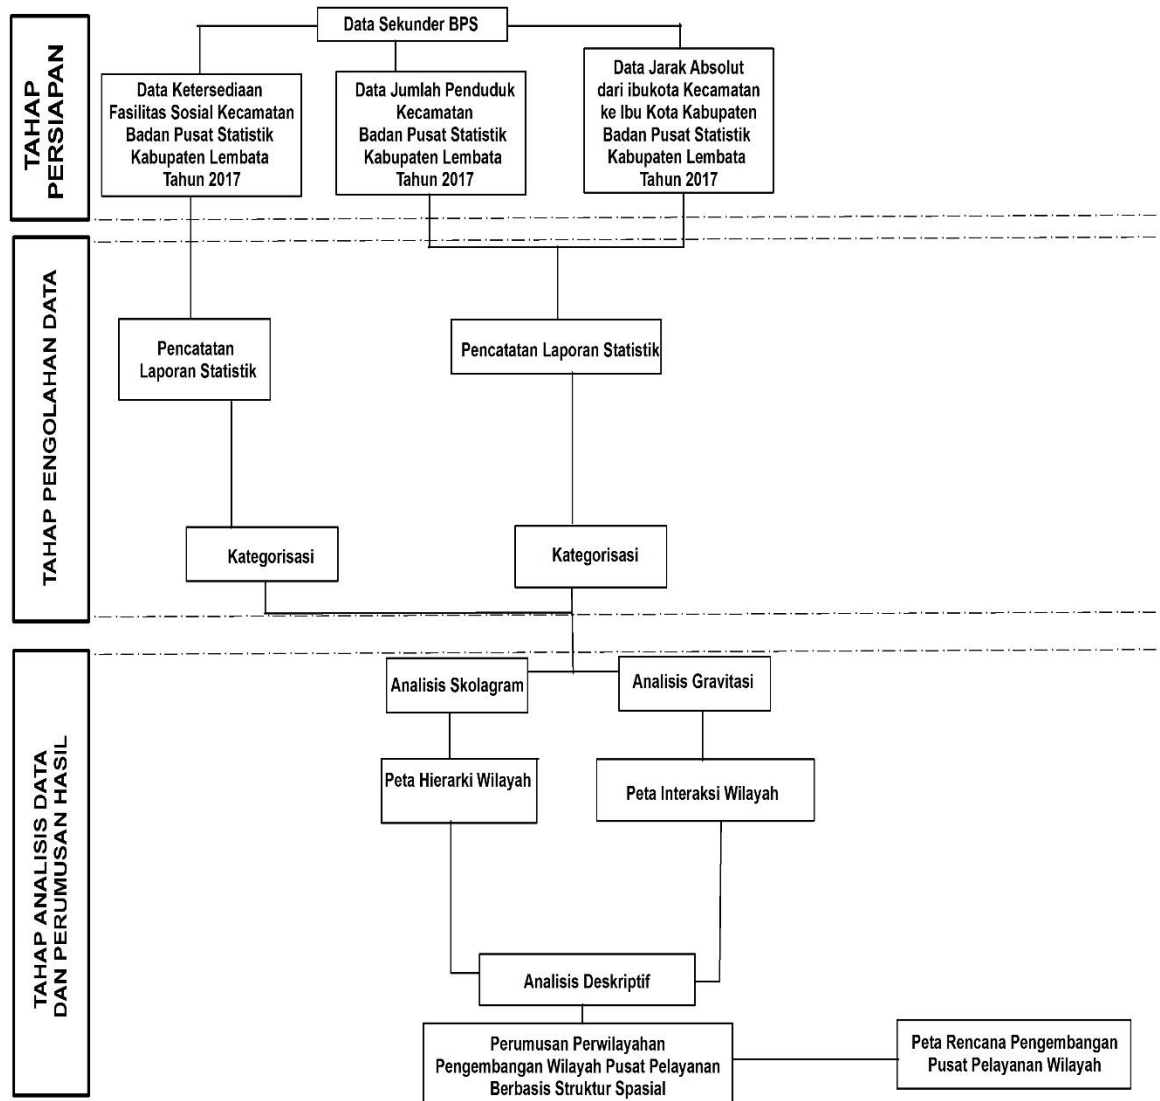 TAHAP
PERSIAPAN
Data Sekunder BPS
Data Ketersediaan
Fasilitas Sosial Kecamatan
Badan Pusat Statistik
Kabupaten Lembata
Tahun 2017
Data Jumlah Penduduk
Kecamatan
Badan Pusat Statistik
Kabupaten Lembata
Tahun 2017
Data Jarak Absolut
dari ibukota Kecamatan
ke Ibu Kota Kabupaten
Badan Pusat Statistik
Kabupaten Lembata
Tahun 2017
TAHAP PENGOLAHAN DATA
Pencatatan
Laporan Statistik
Pencatatan Laporan Statistik
Kategorisasi
Kategorisasi
TAHAP ANALISIS DATA
DAN PERUMUSAN HASIL
Analisis Skolagram
Analisis Gravitasi
Peta Hierarki Wilayah
Peta Interaksi Wilayah
Analisis Deskriptif
Perumusan Perwilayahan
Pengembangan Wilayah Pusat Pelayanan
Berbasis Struktur Spasial
Peta Rencana Pengembangan
Pusat Pelayanan Wilayah